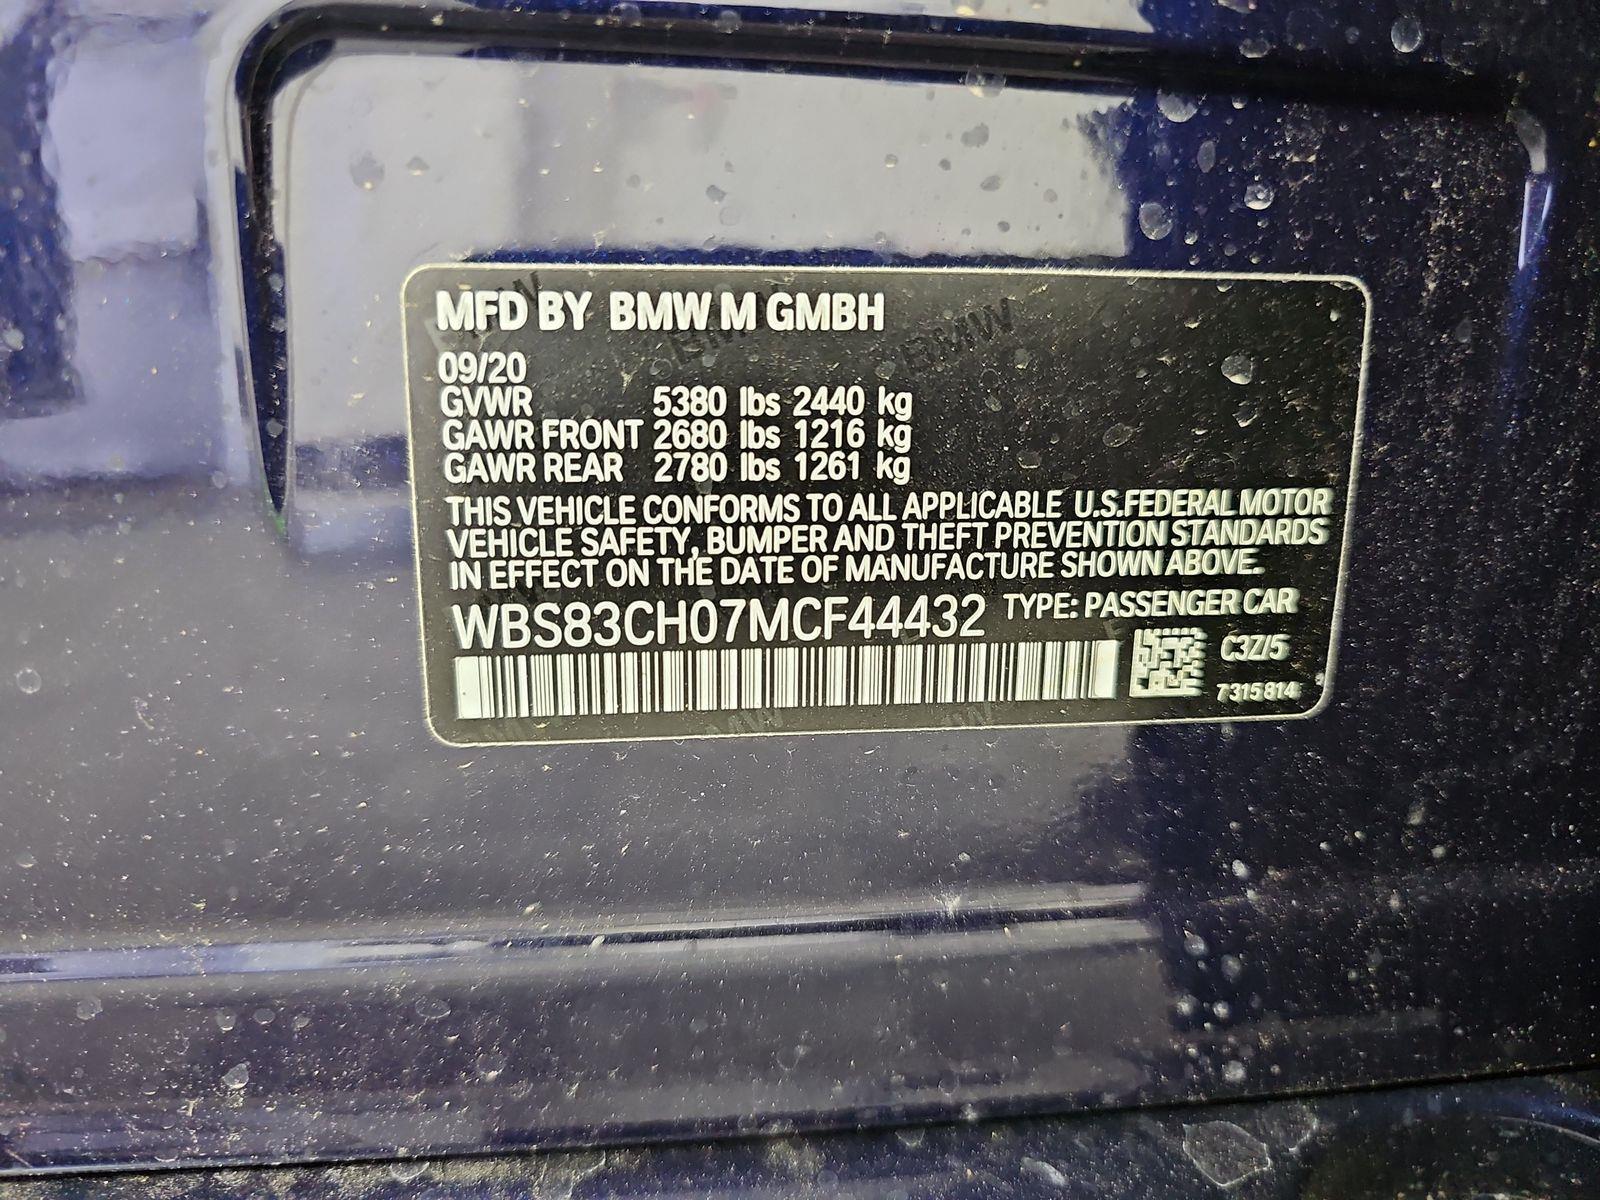 MFD BY BMW M GMBH
09/20
GVWR 5380 lbs 2440 kg
GAWR FRONT 2680 lbs 1216 kg
GAWR REAR 2780 lbs 1261 kg
THIS VEHICLE CONFORMS TO ALL APPLICABLE U.S.FEDERAL MOTOR
VEHICLE SAFETY, BUMPER AND THEFT PREVENTION STANDARDS
IN EFFECT ON THE DATE OF MANUFACTURE SHOWN ABOVE.
WBS83CH07MCF44432 TYPE: PASSENGER CAR
C3Z/5
7315814